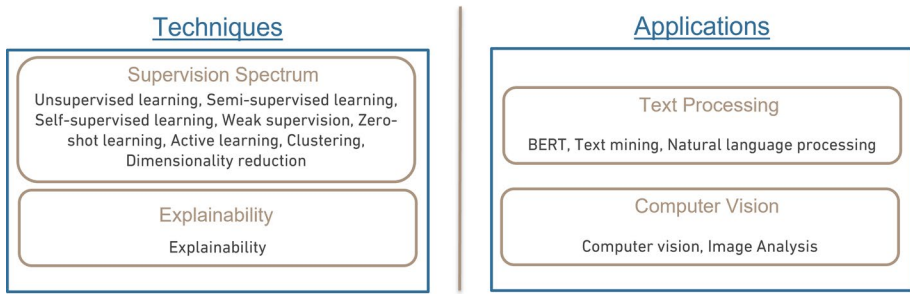 Techniques
Supervision Spectrum
Unsupervised learning, Semi-supervised learning,
Self-supervised learning, Weak supervision, Zero-
shot learning, Active learning, Clustering,
Dimensionality reduction
Explainability
Explainability
Applications
Text Processing
BERT, Text mining, Natural language processing
Computer Vision
Computer vision, Image Analysis